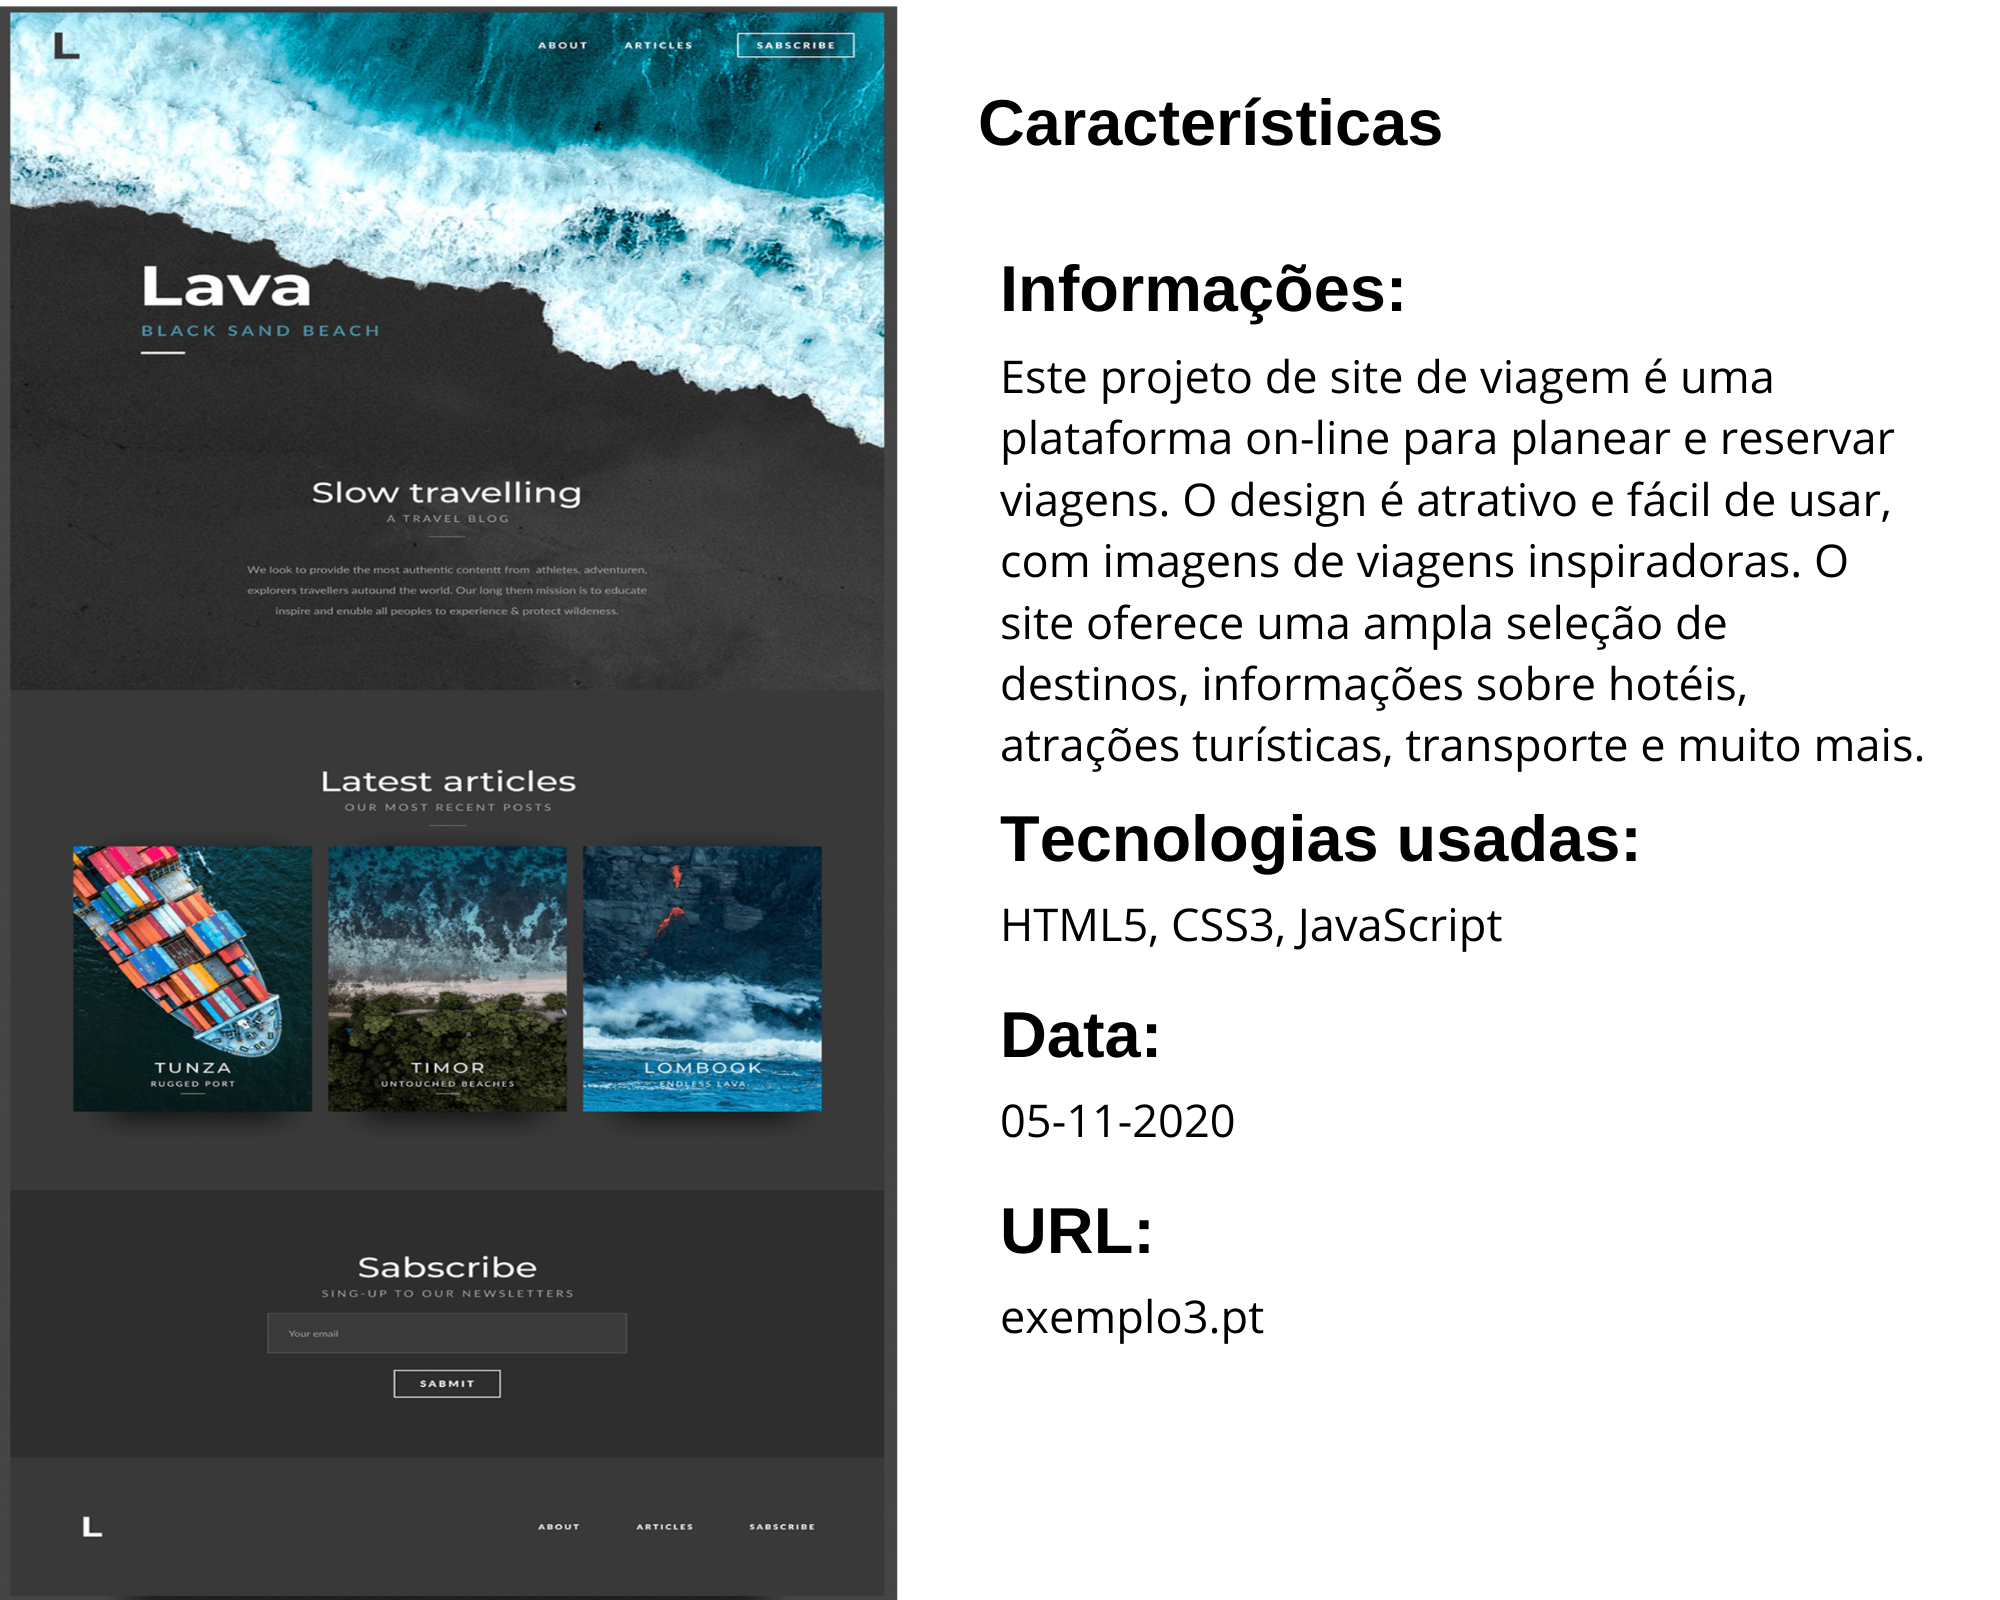 L
ABOUT ARTICLES SABSCRIBE
Lava
BLACK SAND BEACH
Slow travelling
A TRAVEL BLOG
We look to provide the most authentic contentt from athletes, adventuren,
explorers travellers autound the world. Our long them mission is to educate
inspire and enuble all peoples to experience & protect wildeness.
Latest articles
OUR MOST RECENT POSTS
TUNZA
RUGGED PORT
TIMOR
UNTOUCHED BEACHES
LOMBOOK
ENDLESS LAVA
Sabscribe
SING-UP TO OUR NEWSLETTERS
Your email
SABMIT
L
ABOUT ARTICLES SABSCRIBE
Características
Informações:
Este projeto de site de viagem é uma
plataforma on-line para planear e reservar
viagens. O design é atrativo e fácil de usar,
com imagens de viagens inspiradoras. O
site oferece uma ampla seleção de
destinos, informações sobre hotéis,
atrações turísticas, transporte e muito mais.
Tecnologias usadas:
HTML5, CSS3, JavaScript
Data:
05-11-2020
URL:
exemplo3.pt